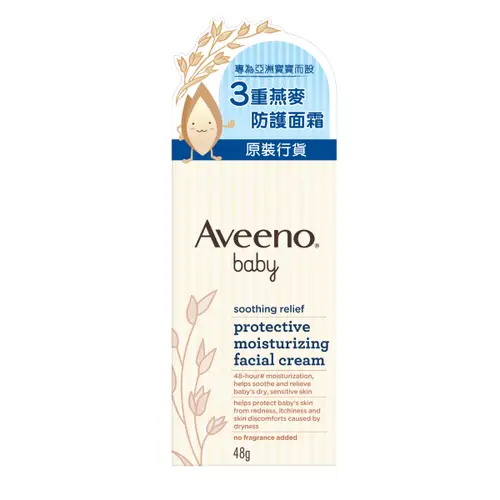 專為亞洲寶寶而設
3重燕麥
防護面霜
原裝行貨
Aveeno®
baby
soothing relief
protective
moisturizing
facial cream
48-hour# moisturization,
helps soothe and relieve
baby's dry, sensitive skin
helps protect baby's skin
from redness, itchiness and
skin discomforts caused by
dryness
no fragrance added
48g